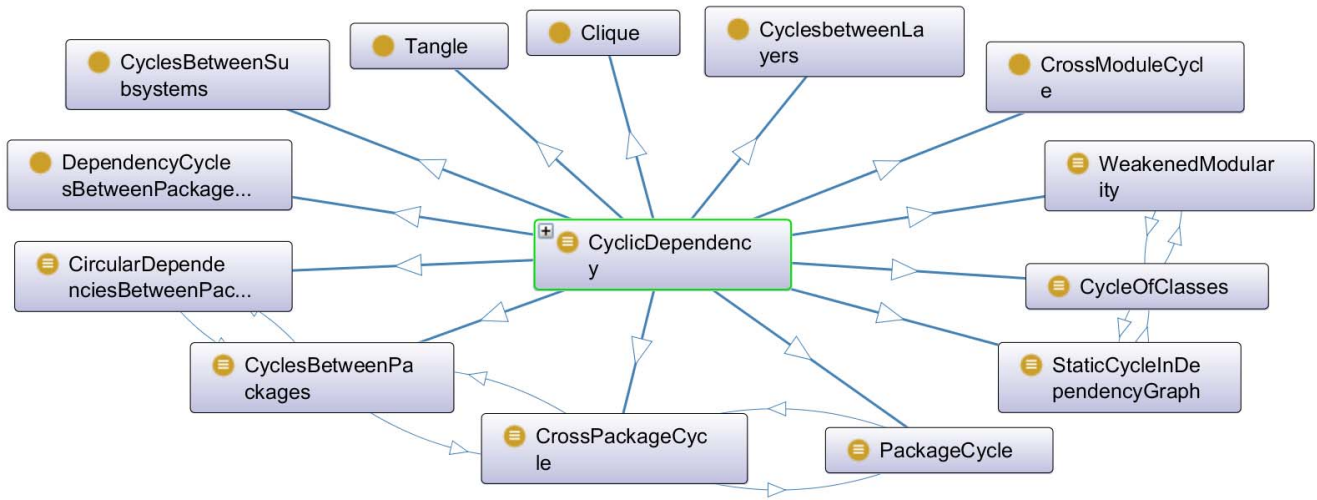 CyclesBetweenSu
bsystems
Tangle
Clique
CyclesbetweenLa
yers
CrossModuleCycl
e
DependencyCycle
sBetweenPackage...
WeakenedModular
ity
CyclicDependenc
y
CircularDepende
nciesBetweenPac...
CycleOfClasses
CyclesBetweenPa
ckages
StaticCycleInDe
pendencyGraph
CrossPackageCyc
le
PackageCycle